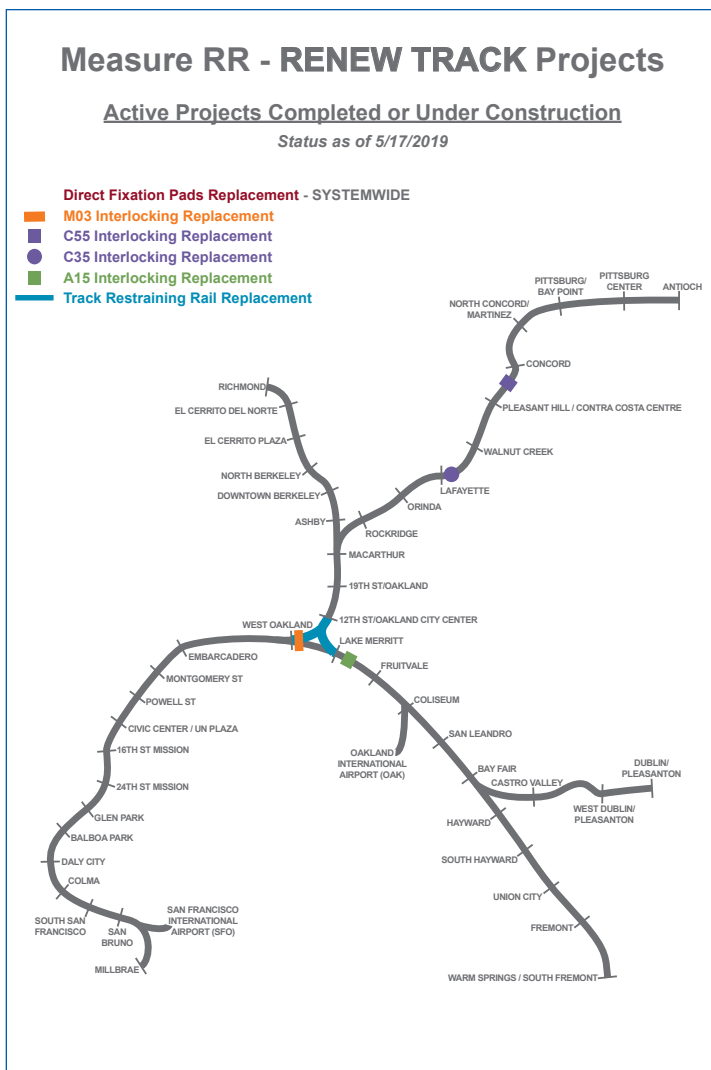 Measure RR - RENEW TRACK Projects
Active Projects Completed or Under Construction
Status as of 5/17/2019
Direct Fixation Pads Replacement - SYSTEMWIDE
M03 Interlocking Replacement
C55 Interlocking Replacement
C35 Interlocking Replacement
A15 Interlocking Replacement
Track Restraining Rail Replacement
PITTSBURG/
BAY POINT
PITTSBURG
CENTER
ANTIOCH
NORTH CONCORD/
MARTINEZ
CONCORD
RICHMOND
PLEASANT HILL / CONTRA COSTA CENTRE
EL CERRITO DEL NORTE
EL CERRITO PLAZA
WALNUT CREEK
NORTH BERKELEY
LAFAYETTE
DOWNTOWN BERKELEY
ORINDA
ASHBY
ROCKRIDGE
MACARTHUR
19TH ST/OAKLAND
12TH ST/OAKLAND CITY CENTER
WEST OAKLAND
LAKE MERRITT
EMBARCADERO
FRUITVALE
MONTGOMERY ST
POWELL ST
COLISEUM
CIVIC CENTER / UN PLAZA
SAN LEANDRO
16TH ST MISSION
OAKLAND
INTERNATIONAL
AIRPORT (OAK)
BAY FAIR
CASTRO VALLEY
DUBLIN/
PLEASANTON
24TH ST MISSION
WEST DUBLIN/
PLEASANTON
GLEN PARK
HAYWARD
BALBOA PARK
DALY CITY
SOUTH HAYWARD
COLMA
UNION CITY
SOUTH SAN
FRANCISCO
SAN
BRUNO
SAN FRANCISCO
INTERNATIONAL
AIRPORT (SFO)
FREMONT
MILLBRAE
WARM SPRINGS / SOUTH FREMONT